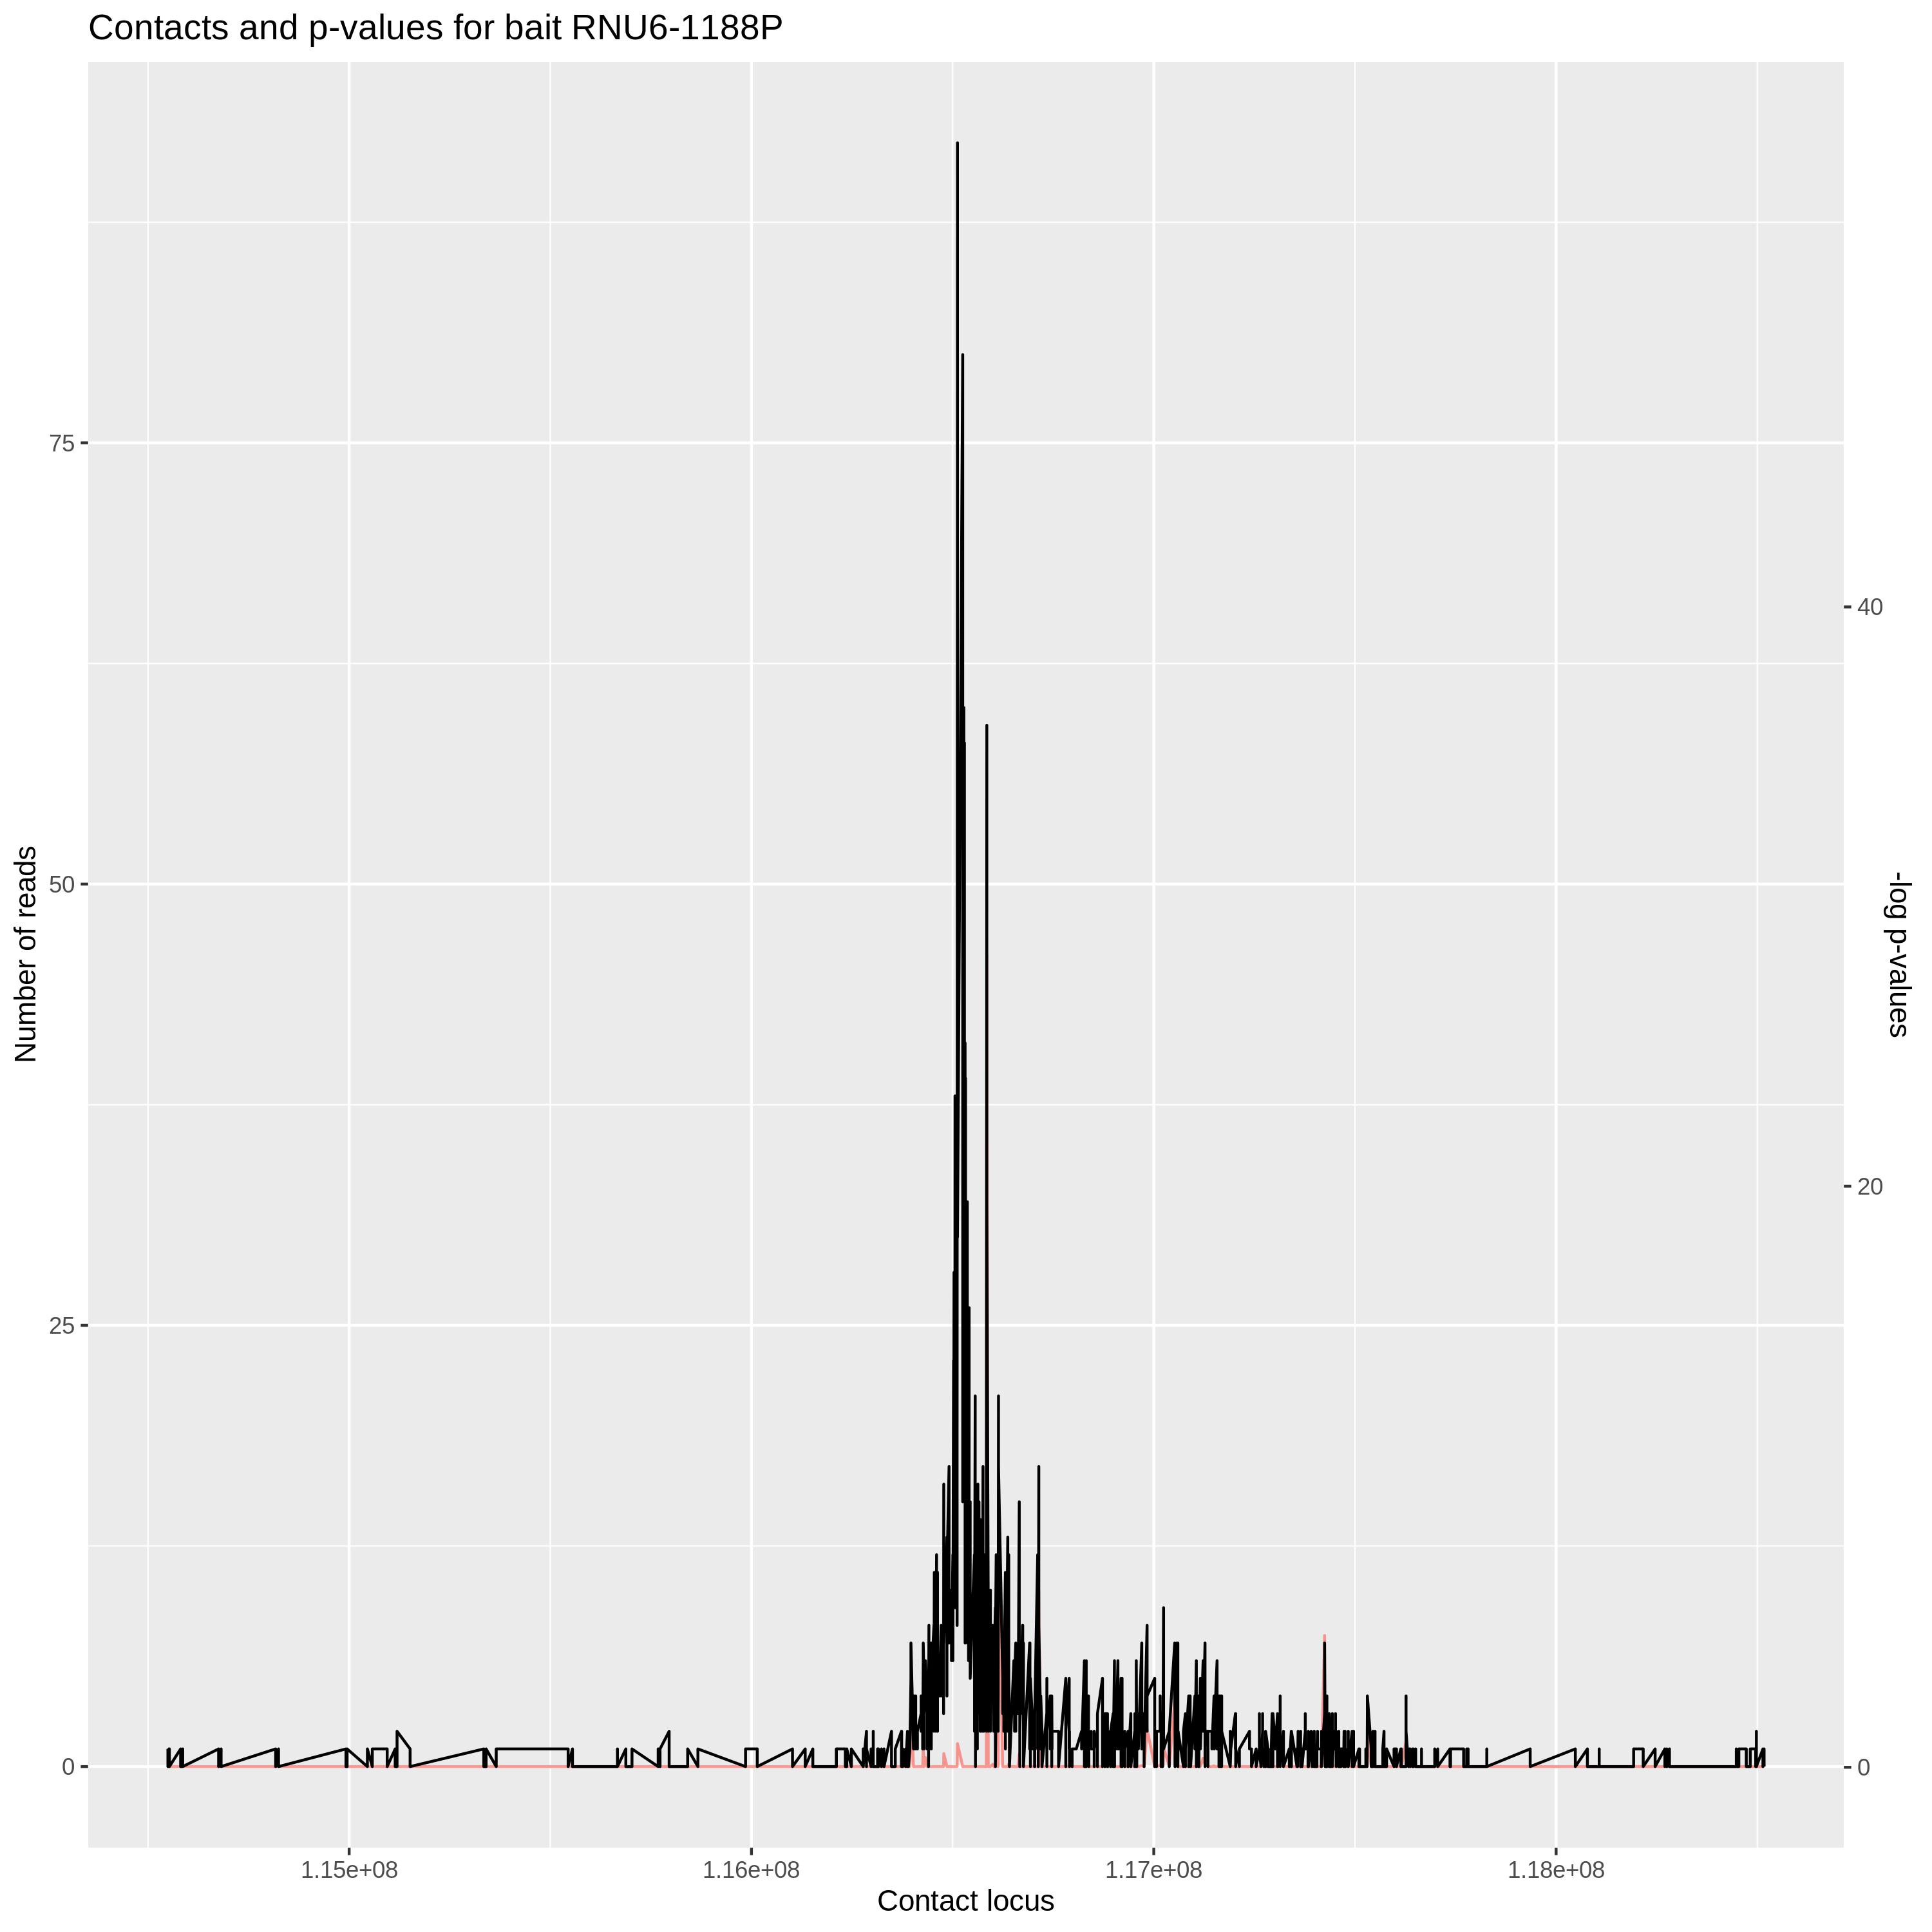 Contacts and p-values for bait RNU6-1188P
75
50
25
0
Number of reads
40
20
0
-log p-values
1.15e+08 1.16e+08 1.17e+08 1.18e+08
Contact locus